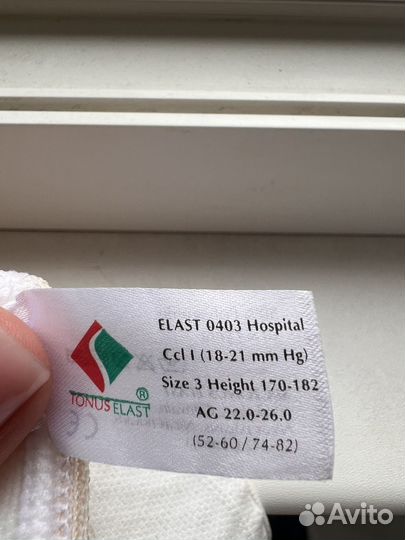 ELAST 0403 Hospital
Ccl I (18-21 mm Hg)
Size 3 Height 170-182
AG 22.0-26.0
(52-60 / 74-82)
®
TONUS ELAST
Avito